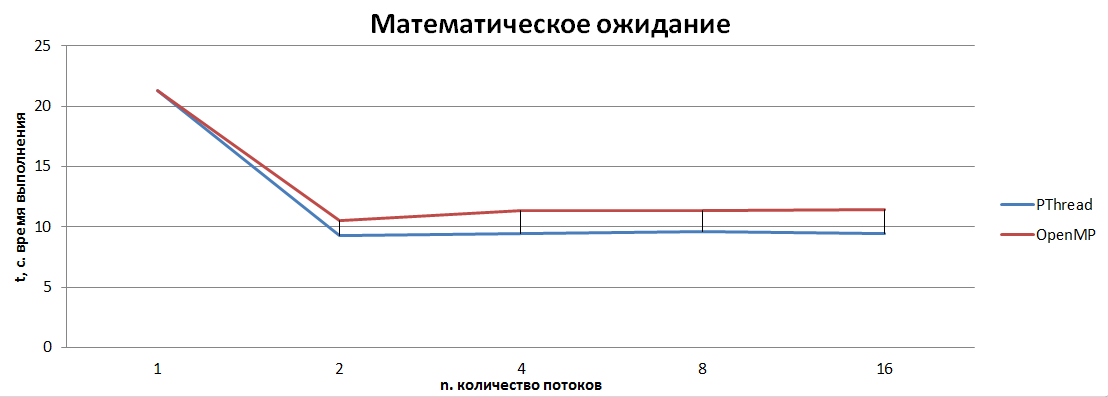 Математическое ожидание
t, с. время выполнения
25
20
15
10
5
0
1 2 4 8 16
n. количество потоков
PThread
OpenMP